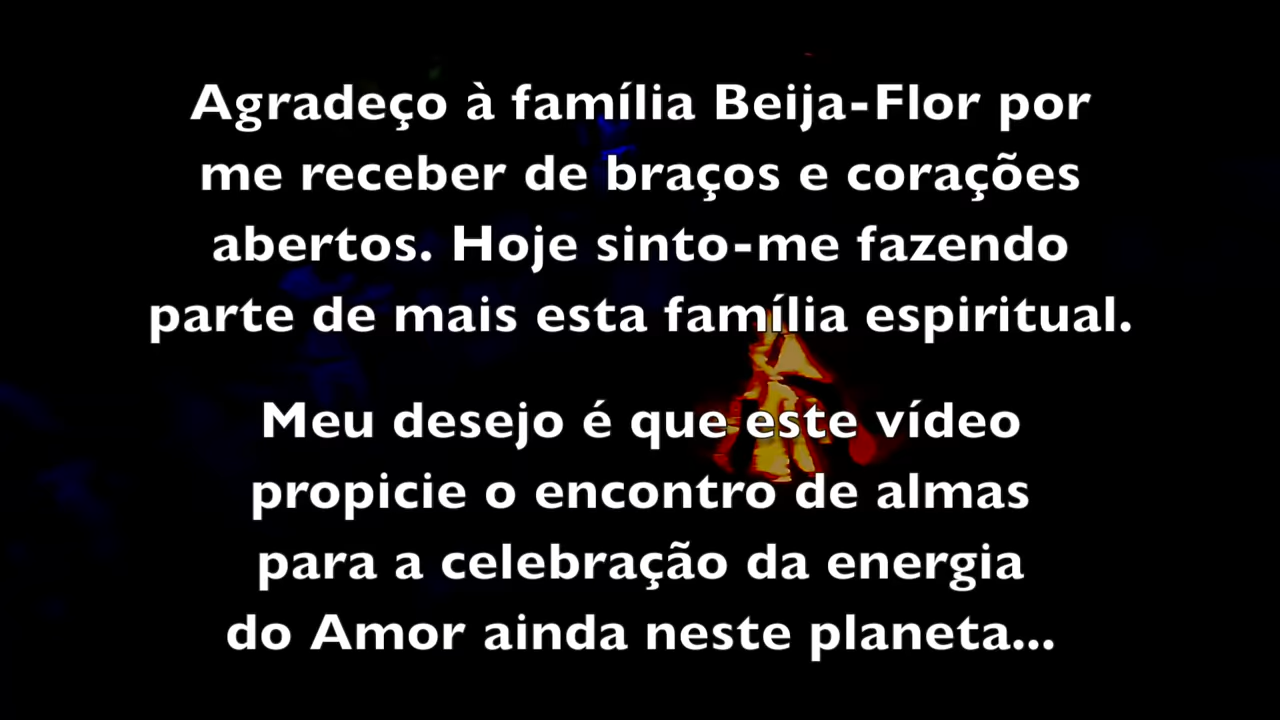 Agradeço à família Beija-Flor por
me receber de braços e corações
abertos. Hoje sinto-me fazendo
parte de mais esta família espiritual.
Meu desejo é que este vídeo
propicie o encontro de almas
para a celebração da energia
do Amor ainda neste planeta...